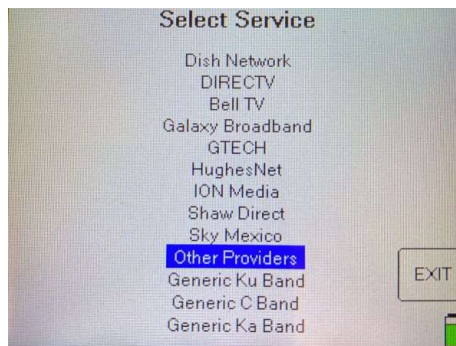 Select Service
Dish Network
DIRECTV
Bell TV
Galaxy Broadband
GTECH
HughesNet
ION Media
Shaw Direct
Sky Mexico
Other Providers
Generic Ku Band
EXIT
Generic C Band
Generic Ka Band